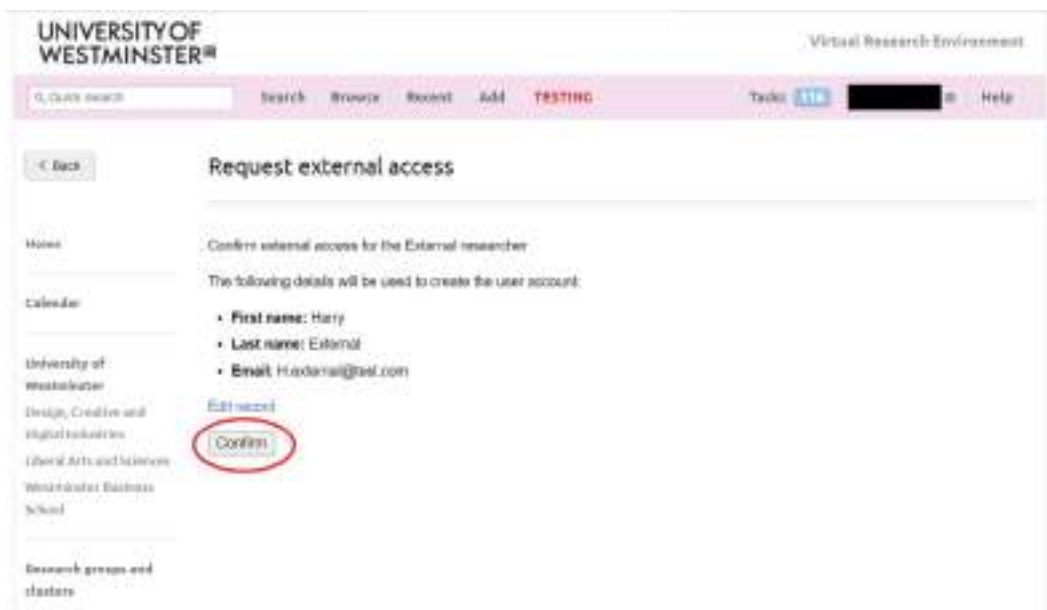 UNIVERSITY OF
WESTMINSTER
Virtual Research Environment
Quick search
Search Browse Recent Add TESTING
Tasks Help
< Back
Request external access
Home
Confirm external access for the External researcher
The following details will be used to create the user account:
Calendar
• First name: Harry
• Last name: External
• Email: H.external@test.com
University of
Westminster
Edit record
Design, Creative and
Digital Industries
Confirm
Liberal Arts and Sciences
Westminster Business
School
Research groups and
clusters